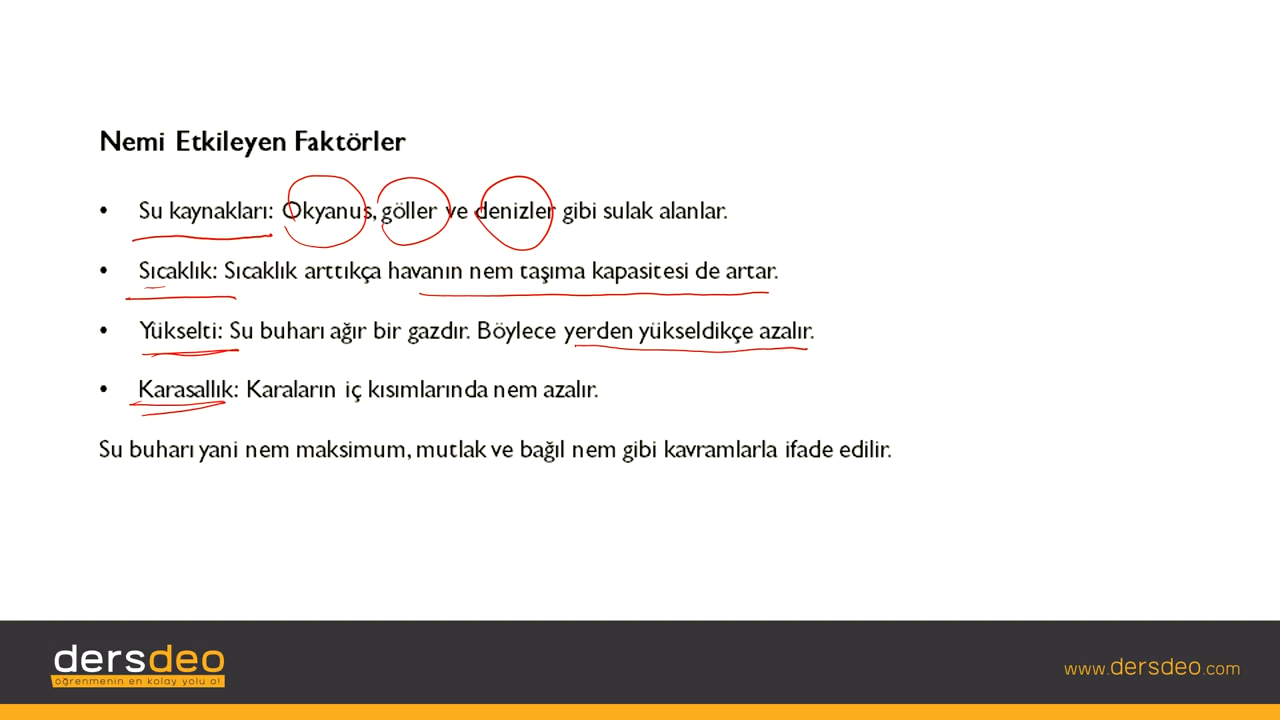 Nemi Etkileyen Faktörler
• Su kaynakları: Okyanus, göller ve denizler gibi sulak alanlar.
• Sıcaklık: Sıcaklık arttıkça havanın nem taşıma kapasitesi de artar.
• Yükselti: Su buharı ağır bir gazdır. Böylece yerden yükseldikçe azalır.
• Karasallık: Karaların iç kısımlarında nem azalır.
Su buharı yani nem maksimum, mutlak ve bağıl nem gibi kavramlarla ifade edilir.
dersdeo
öğrenmenin en kolay yolu o!
www.dersdeo.com